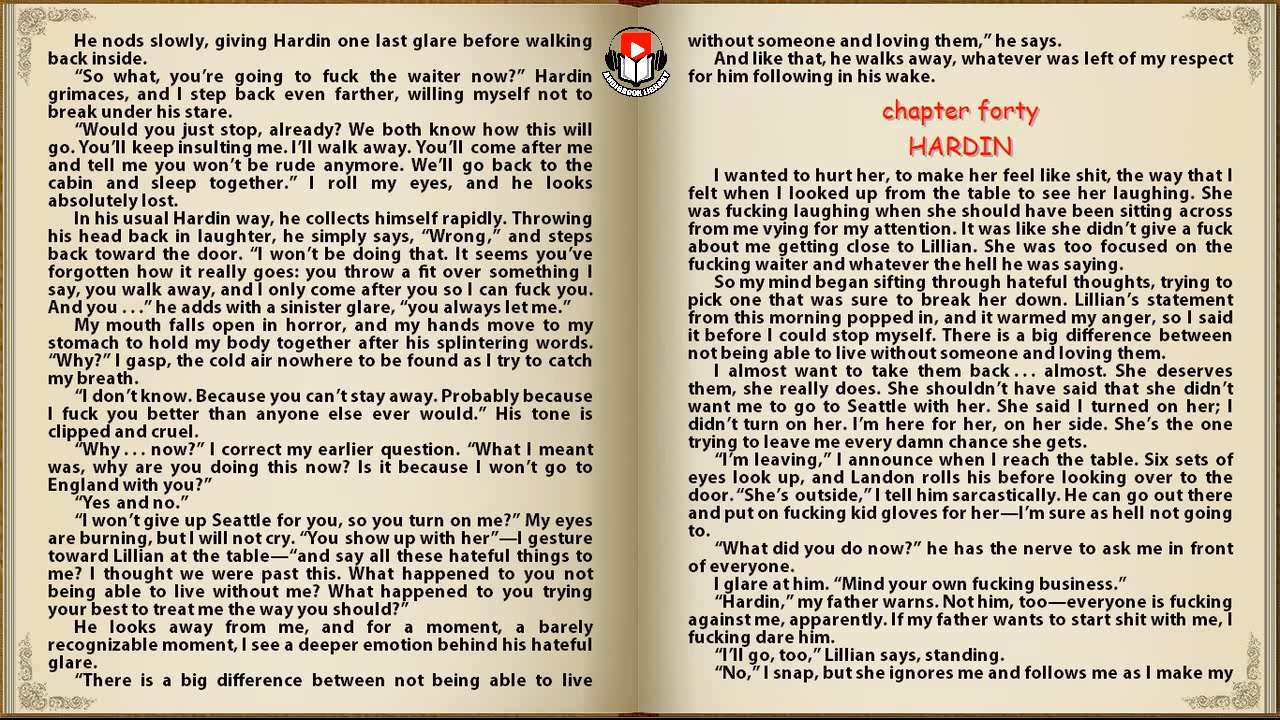 He nods slowly, giving Hardin one last glare before walking
back inside.
“So what, you’re going to fuck the waiter now?” Hardin
grimaces, and I step back even farther, willing myself not to
break under his stare.
“Would you just stop, already? We both know how this will
go. You’ll keep insulting me. I’ll walk away. You’ll come after me
and tell me you won’t be rude anymore. We’ll go back to the
cabin and sleep together.” I roll my eyes, and he looks
absolutely lost.
In his usual Hardin way, he collects himself rapidly. Throwing
his head back in laughter, he simply says, “Wrong,” and steps
back toward the door. “I won’t be doing that. It seems you’ve
forgotten how it really goes: you throw a fit over something I
say, you walk away, and I only come after you so I can fuck you.
And you . . .” he adds with a sinister glare, “you always let me.”
My mouth falls open in horror, and my hands move to my
stomach to hold my body together after his splintering words.
“Why?” I gasp, the cold air nowhere to be found as I try to catch
my breath.
“I don’t know. Because you can’t stay away. Probably because
I fuck you better than anyone else ever would.” His tone is
clipped and cruel.
“Why . . . now?” I correct my earlier question. “What I meant
was, why are you doing this now? Is it because I won’t go to
England with you?”
“Yes and no.”
“I won’t give up Seattle for you, so you turn on me?” My eyes
are burning, but I will not cry. “You show up with her”—I gesture
toward Lillian at the table—“and say all these hateful things to
me? I thought we were past this. What happened to you not
being able to live without me? What happened to you trying
your best to treat me the way you should?”
He looks away from me, and for a moment, a barely
recognizable moment, I see a deeper emotion behind his hateful
glare.
“There is a big difference between not being able to live
AUDIOBOOK LIBRARY
without someone and loving them,” he says.
And like that, he walks away, whatever was left of my respect
for him following in his wake.
chapter forty
HARDIN
I wanted to hurt her, to make her feel like shit, the way that I
felt when I looked up from the table to see her laughing. She
was fucking laughing when she should have been sitting across
from me vying for my attention. It was like she didn’t give a fuck
about me getting close to Lillian. She was too focused on the
fucking waiter and whatever the hell he was saying.
So my mind began sifting through hateful thoughts, trying to
pick one that was sure to break her down. Lillian’s statement
from this morning popped in, and it warmed my anger, so I said
it before I could stop myself. There is a big difference between
not being able to live without someone and loving them.
I almost want to take them back . . . almost. She deserves
them, she really does. She shouldn’t have said that she didn’t
want me to go to Seattle with her. She said I turned on her; I
didn’t turn on her. I’m here for her, on her side. She’s the one
trying to leave me every damn chance she gets.
“I’m leaving,” I announce when I reach the table. Six sets of
eyes look up, and Landon rolls his before looking over to the
door. “She’s outside,” I tell him sarcastically. He can go out there
and put on fucking kid gloves for her—I’m sure as hell not going
to.
“What did you do now?” he has the nerve to ask me in front
of everyone.
I glare at him. “Mind your own fucking business.”
“Hardin,” my father warns. Not him, too—everyone is fucking
against me, apparently. If my father wants to start shit with me, I
fucking dare him.
“I’ll go, too,” Lillian says, standing.
“No,” I snap, but she ignores me and follows me as I make my